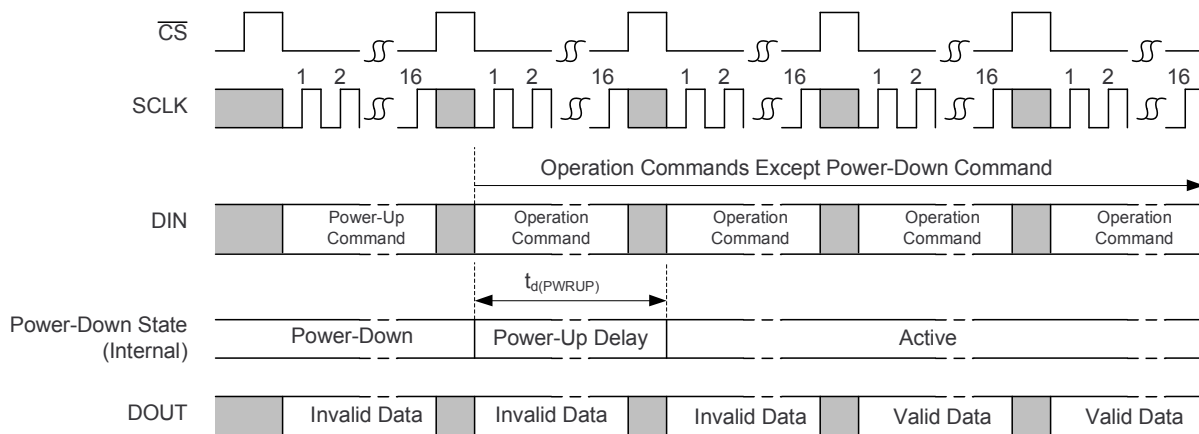 CS
1 2 16 1 2 16 1 2 16 1 2 16 1 2 16
SCLK
Operation Commands Except Power-Down Command
DIN
Power-Up
Command
Operation
Command
Operation
Command
Operation
Command
Operation
Command
td(PWRUP)
Power-Down State
(Internal)
Power-Down
Power-Up Delay
Active
DOUT
Invalid Data
Invalid Data
Invalid Data
Valid Data
Valid Data